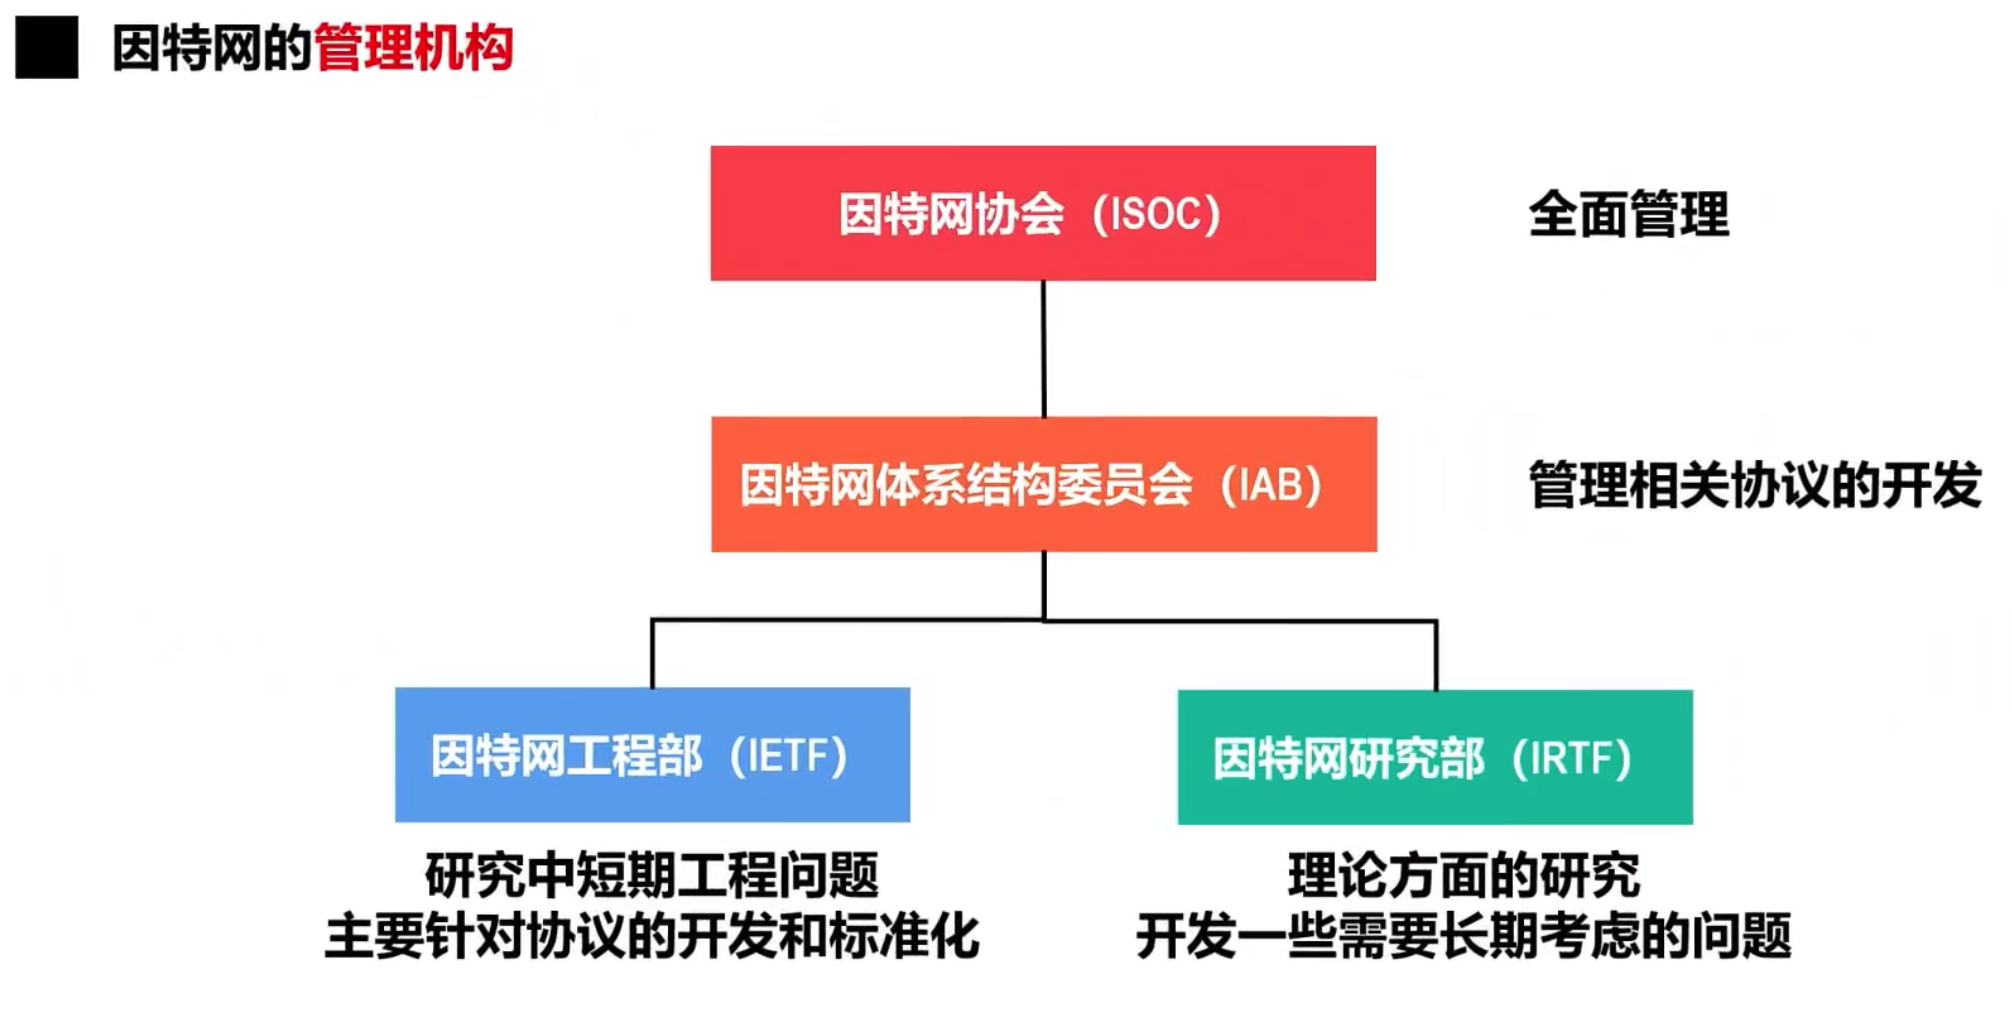 因特网的管理机构
因特网协会（ISOC）
全面管理
因特网体系结构委员会（IAB）
管理相关协议的开发
因特网工程部（IETF）
因特网研究部（IRTF）
研究中短期工程问题
主要针对协议的开发和标准化
理论方面的研究
开发一些需要长期考虑的问题